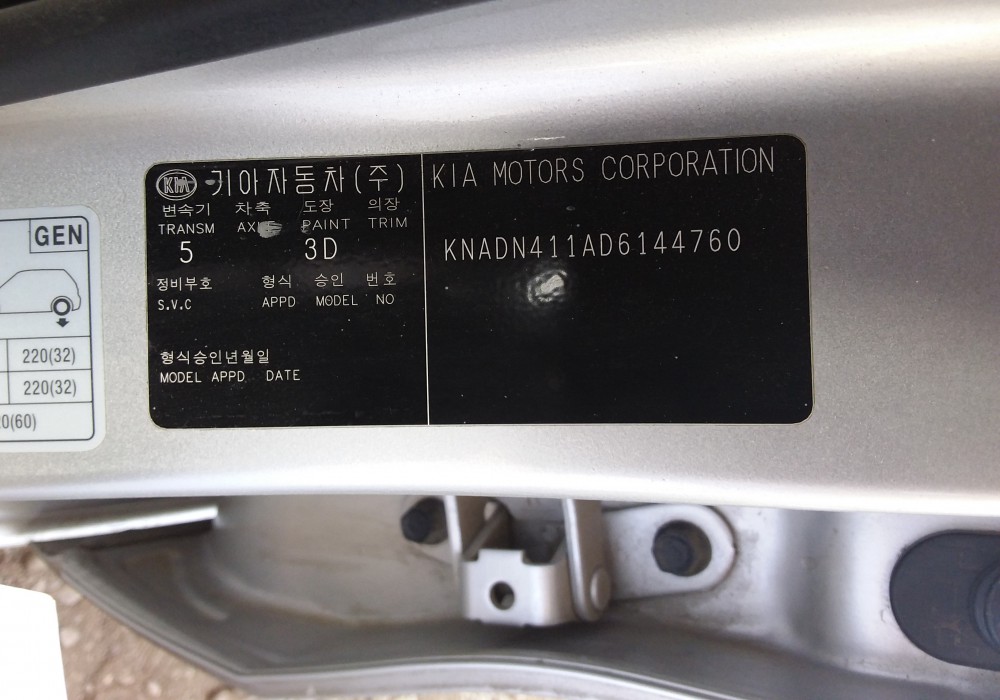 KIA 기아자동차(주)
변속기 차축 도장 의장
TRANSM PAINT TRIM
5 3D
정비부호 형식 승인 번호
S.V.C APPD MODEL NO
형식승인년월일
MODEL APPD DATE
KIA MOTORS CORPORATION
KNADN411AD6144760
GEN
220(32)
220(32)